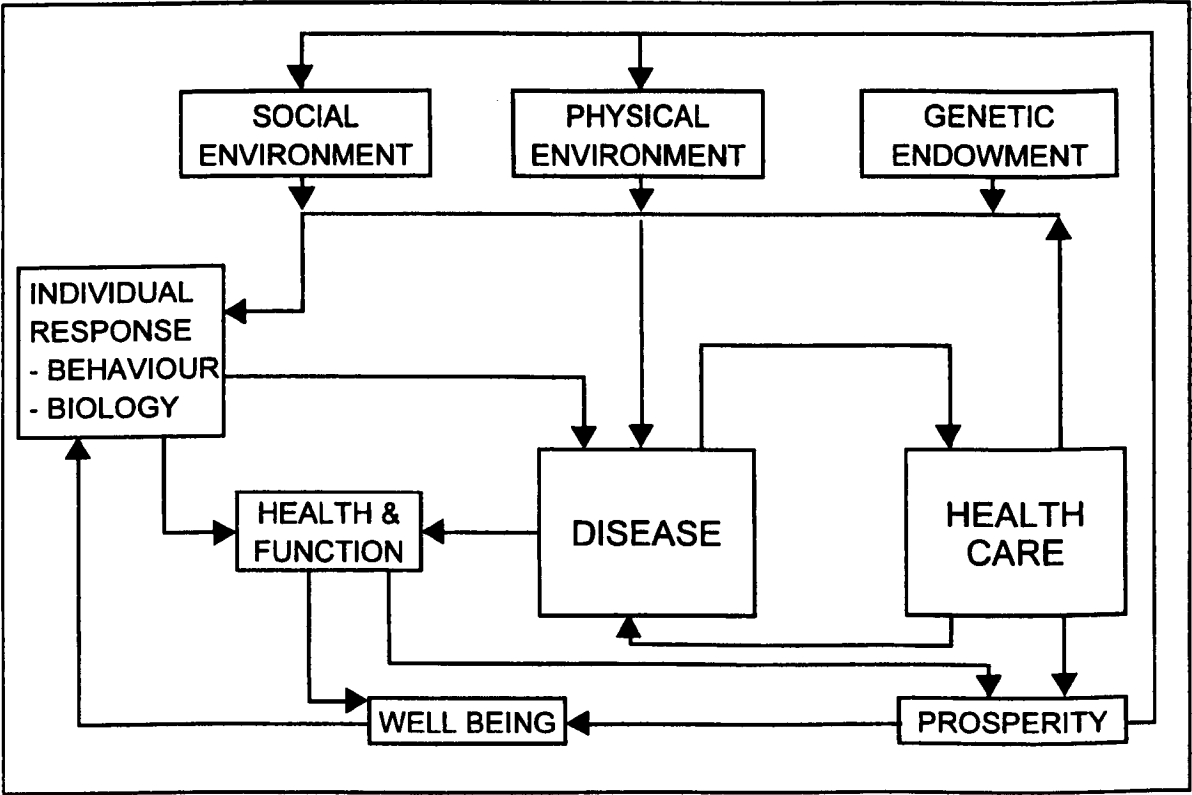 SOCIAL
ENVIRONMENT
PHYSICAL
ENVIRONMENT
GENETIC
ENDOWMENT
INDIVIDUAL
RESPONSE
- BEHAVIOUR
- BIOLOGY
HEALTH &
FUNCTION
DISEASE
HEALTH
CARE
WELL BEING
PROSPERITY